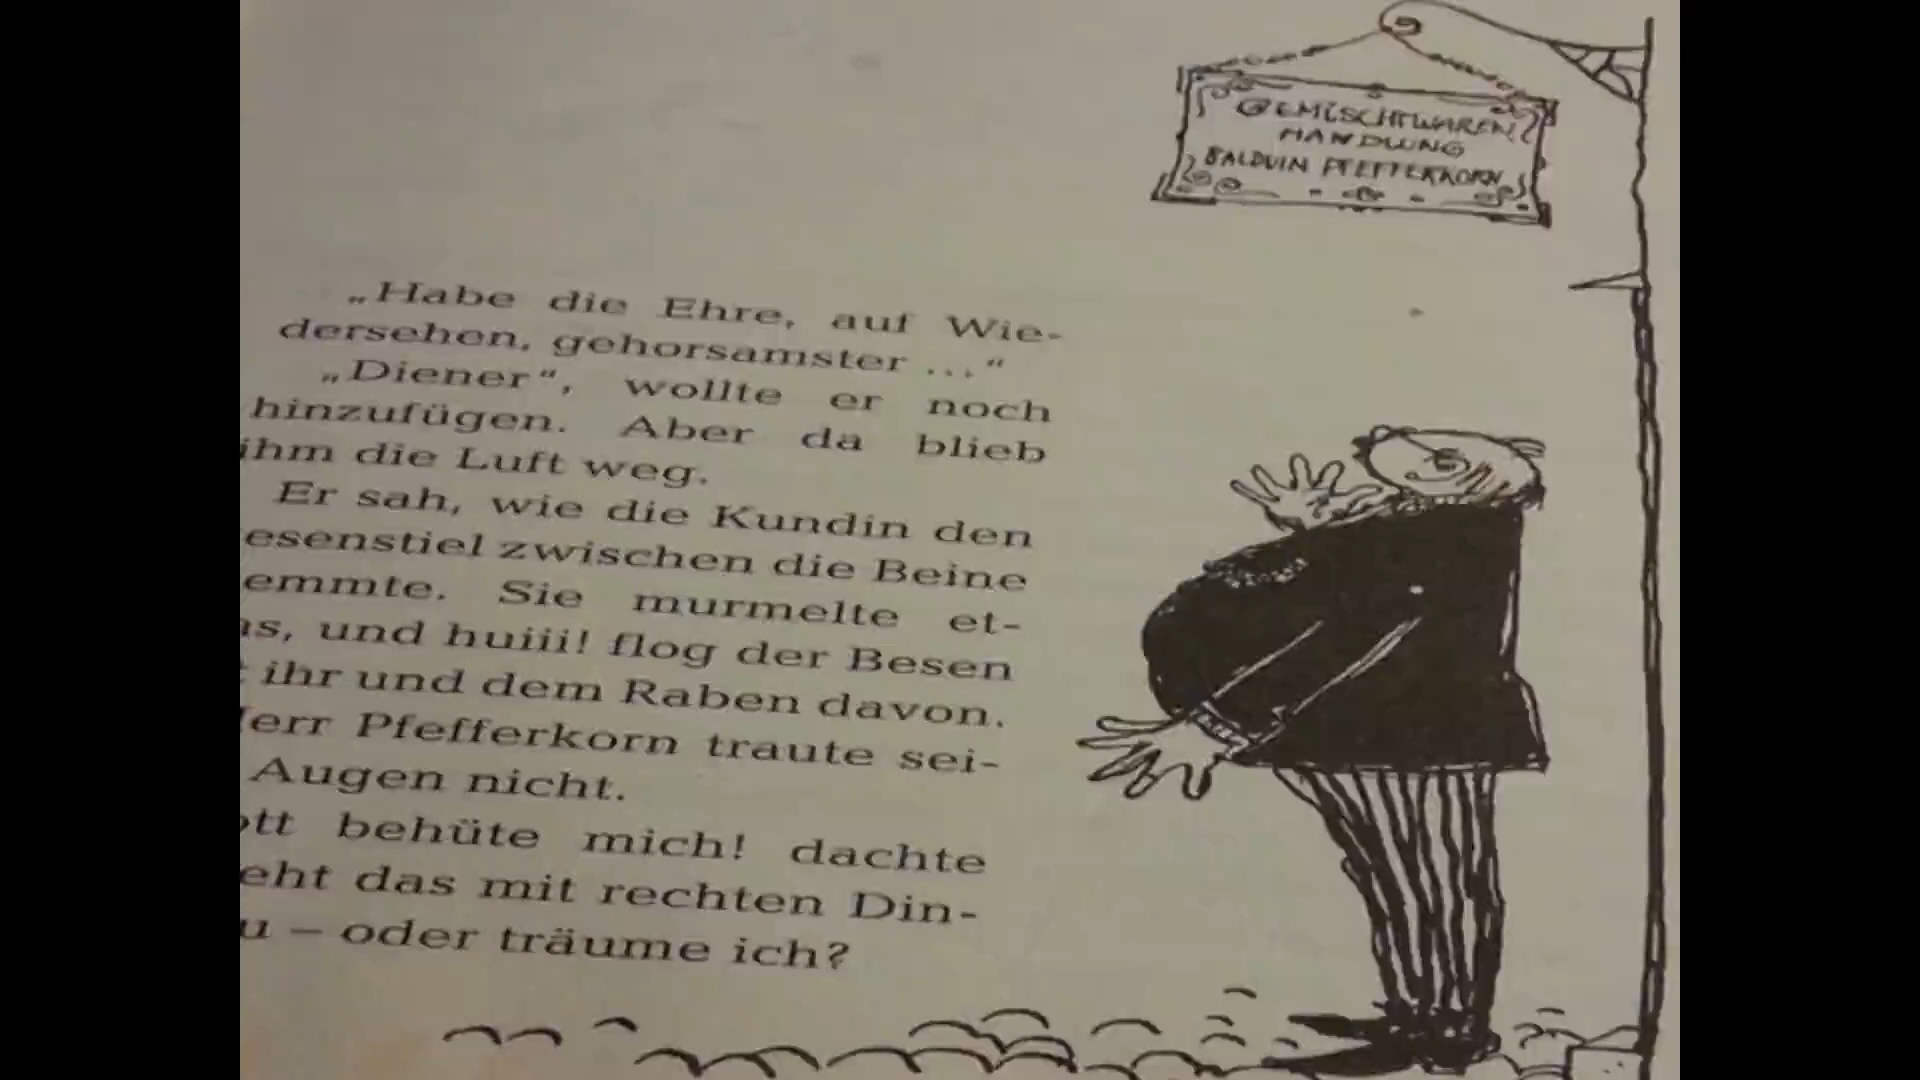 GEMISCHTWAREN
HANDLUNG
BALDUIN PFEFFERKORN
„Habe die Ehre, auf Wie-
dersehen, gehorsamster ..."
„Diener", wollte er noch
hinzufügen. Aber da blieb
ihm die Luft weg.
Er sah, wie die Kundin den
esenstiel zwischen die Beine
emmte. Sie murmelte et-
as, und huiii! flog der Besen
t ihr und dem Raben davon.
err Pfefferkorn traute sei-
Augen nicht.
ott behüte mich! dachte
eht das mit rechten Din-
u – oder träume ich?